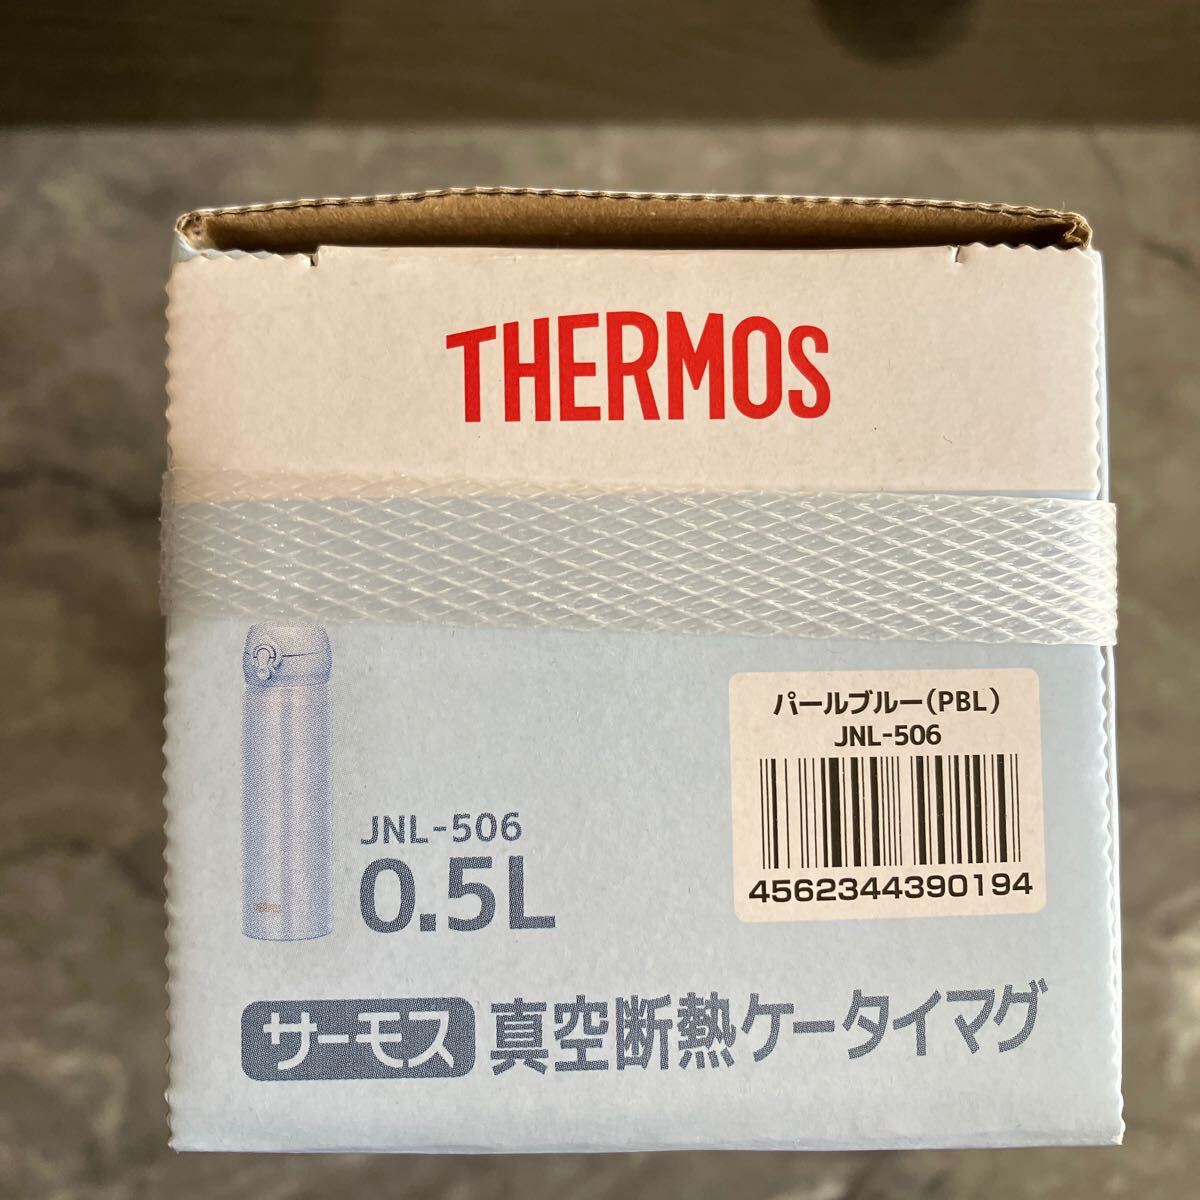 THERMOS
パールブルー(PBL)
JNL-506
4562344390194
JNL-506
0.5L
サーモス 真空断熱ケータイマグ